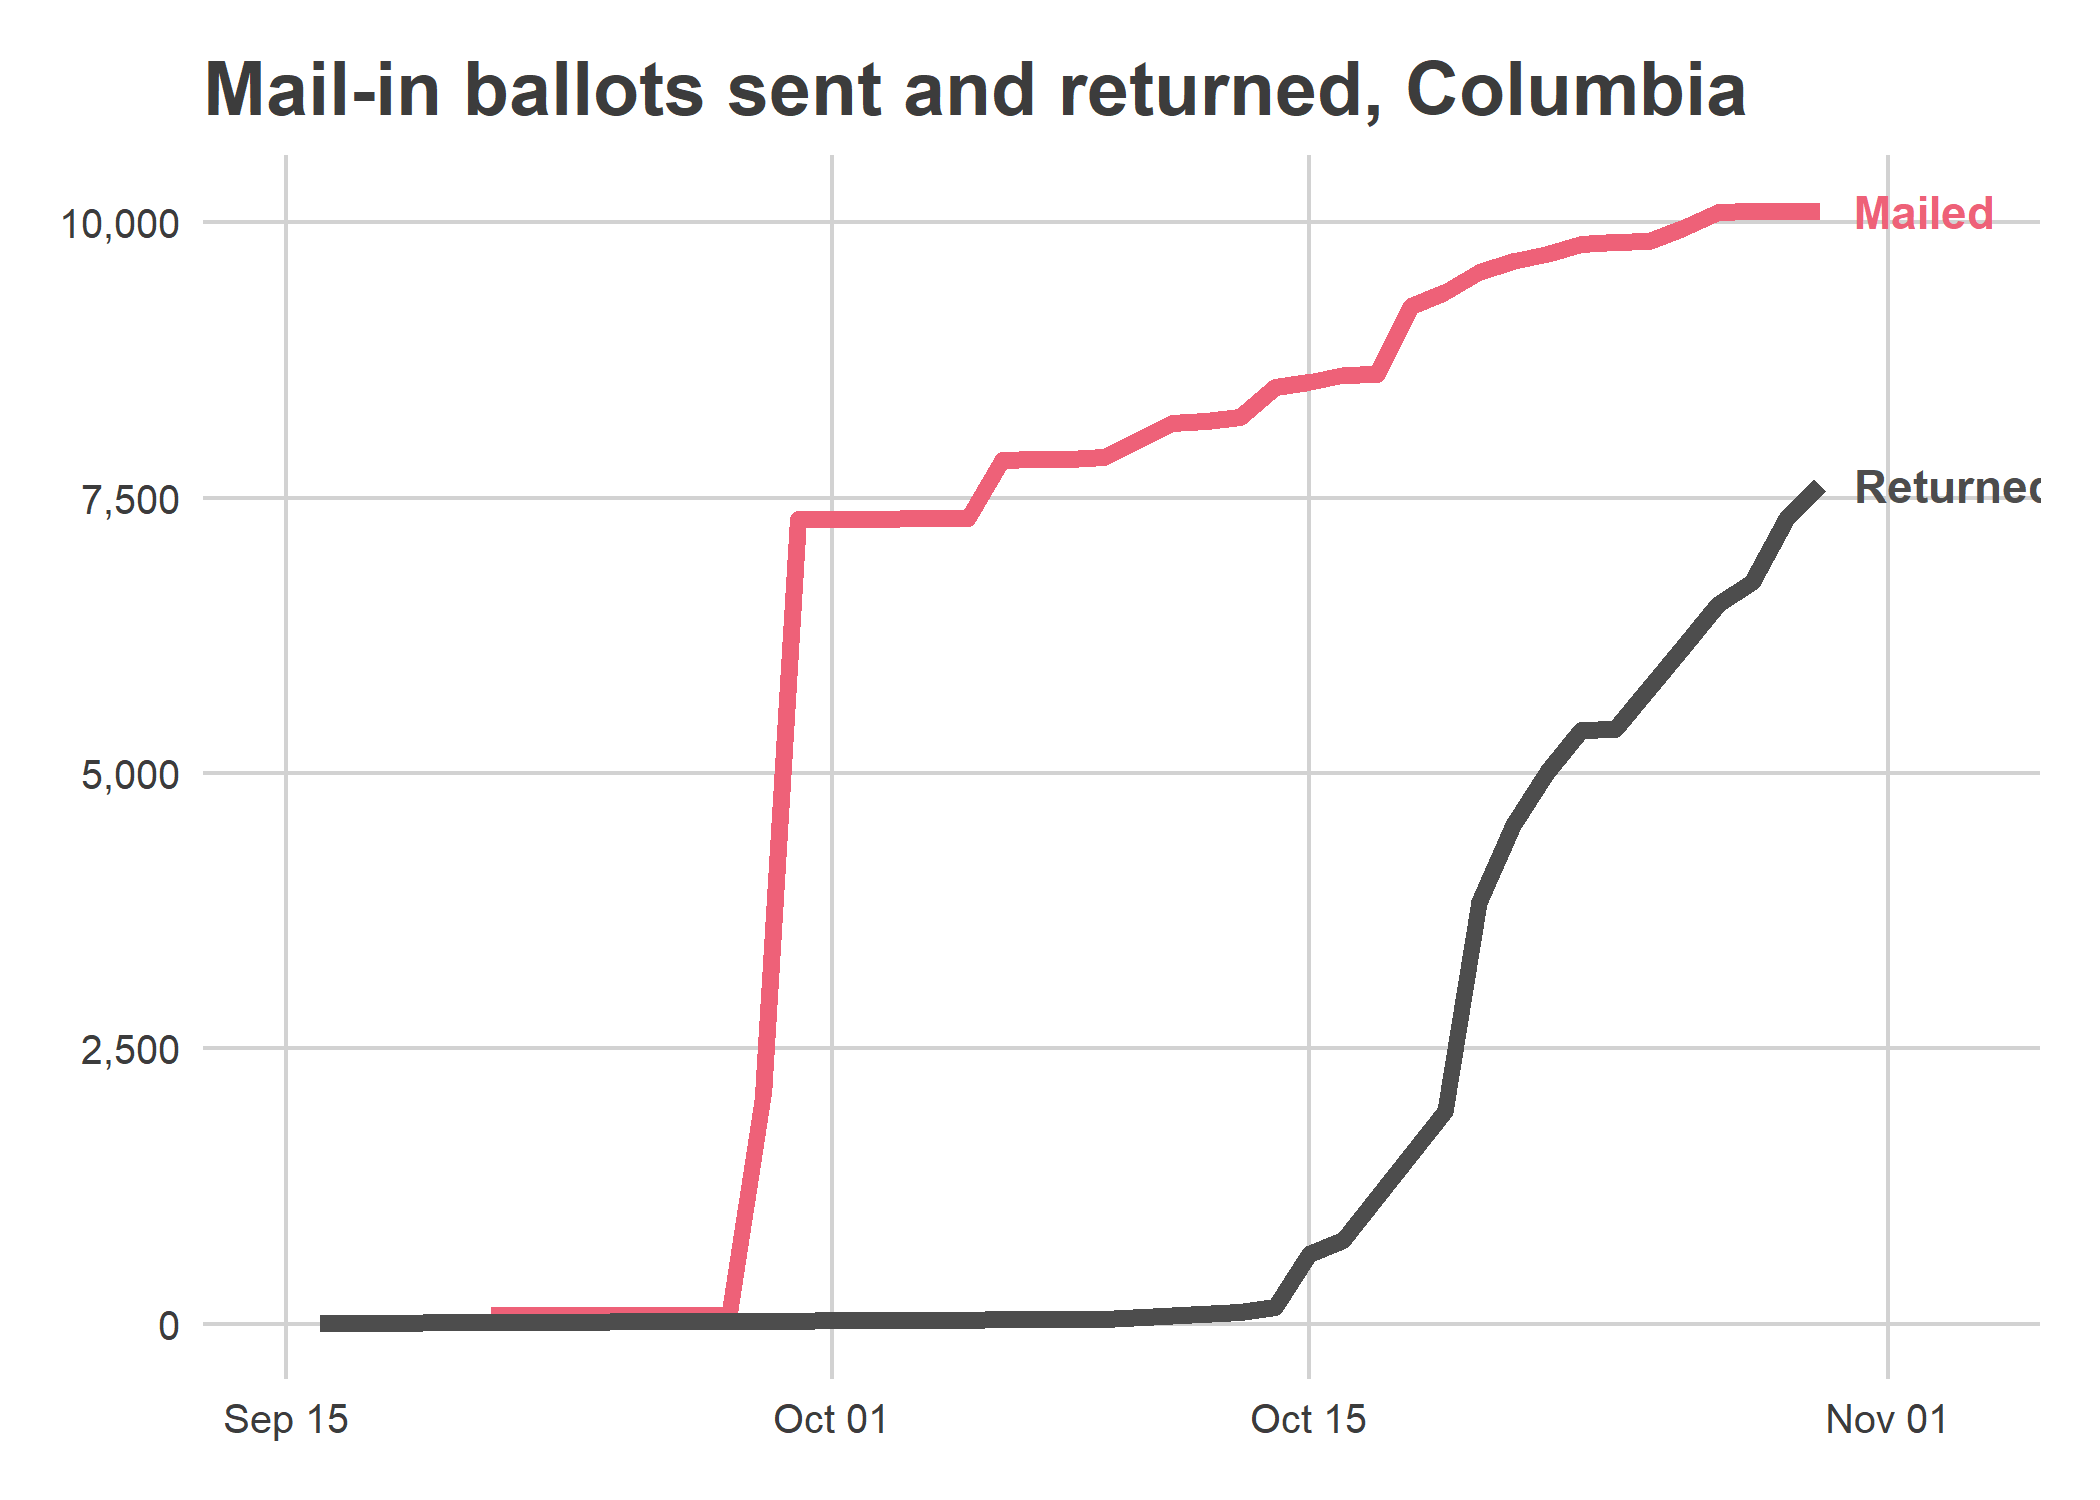 Mail-in ballots sent and returned, Columbia
10,000
Mailed
7,500
Returned
5,000
2,500
0
Sep 15
Oct 01
Oct 15
Nov 01